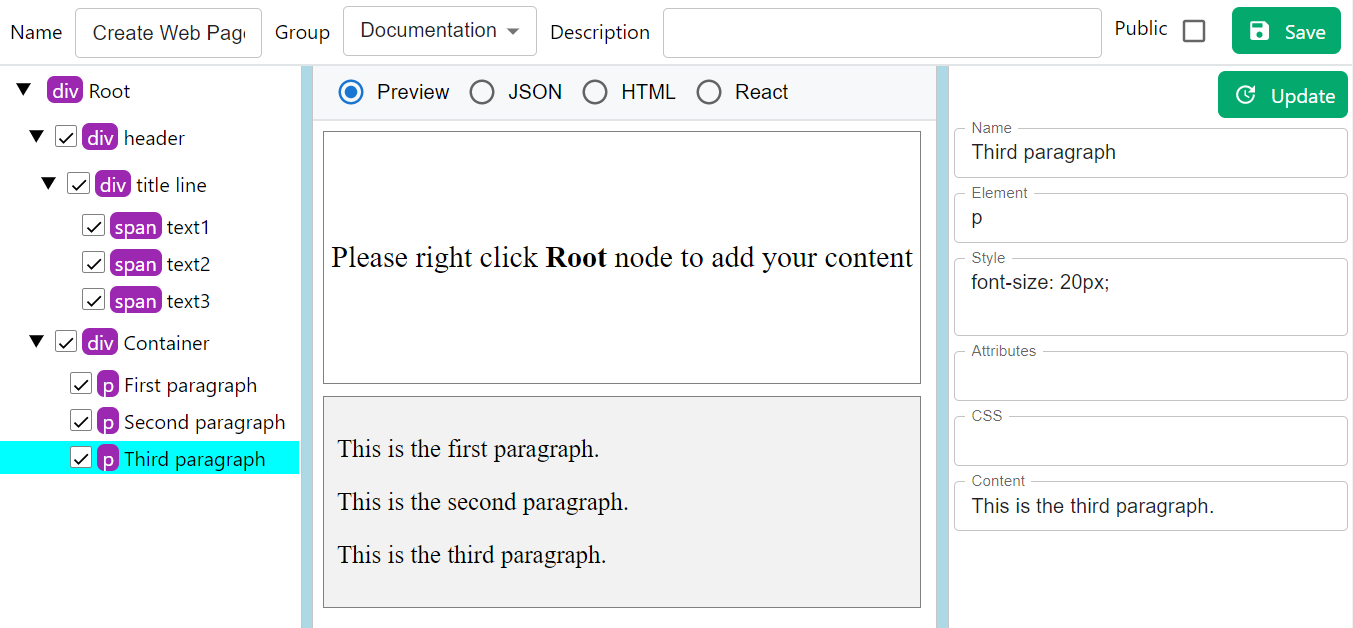 Name Create Web Pag Group Documentation Description Public Save
div Root
div header
div title line
span text1
span text2
span text3
div Container
p First paragraph
p Second paragraph
p Third paragraph
Preview JSON HTML React
Please right click Root node to add your content
This is the first paragraph.
This is the second paragraph.
This is the third paragraph.
Update
Name
Third paragraph
Element
p
Style
font-size: 20px;
Attributes
CSS
Content
This is the third paragraph.